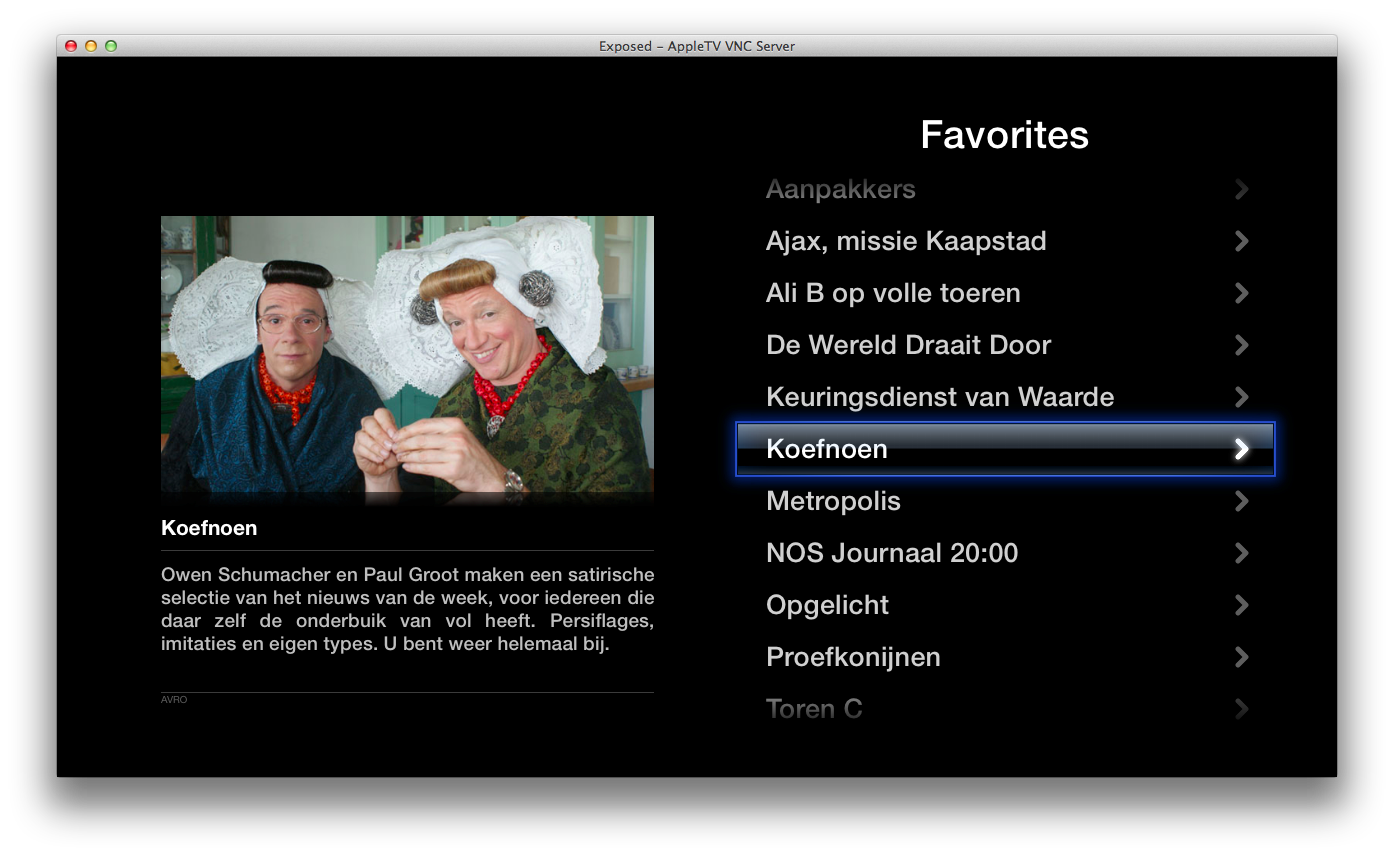 Exposed – AppleTV VNC Server
Favorites
Aanpakkers
Ajax, missie Kaapstad
Ali B op volle toeren
De Wereld Draait Door
Keuringsdienst van Waarde
Koefnoen
Metropolis
NOS Journaal 20:00
Opgelicht
Proefkonijnen
Toren C
Koefnoen
Owen Schumacher en Paul Groot maken een satirische
selectie van het nieuws van de week, voor iedereen die
daar zelf de onderbuik van vol heeft. Persiflages,
imitaties en eigen types. U bent weer helemaal bij.
AVRO